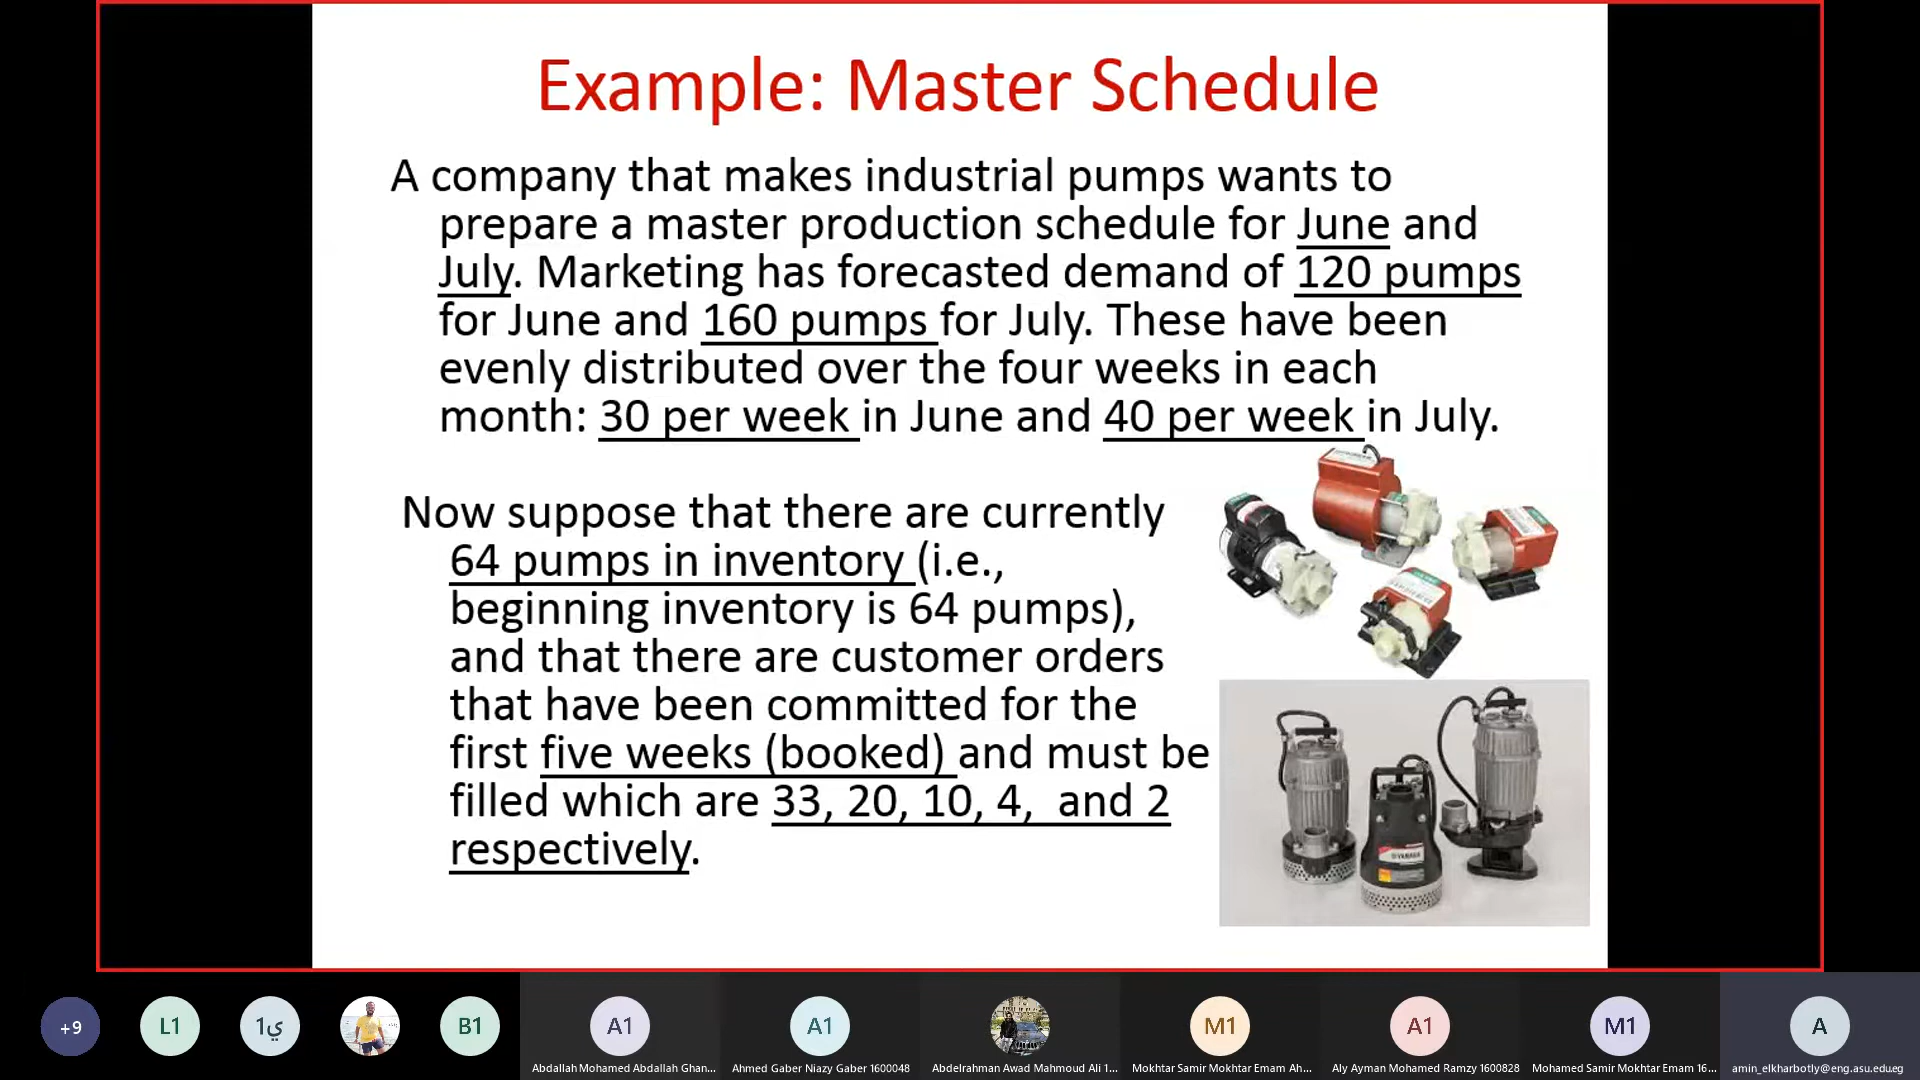 Example: Master Schedule
A company that makes industrial pumps wants to
prepare a master production schedule for June and
July. Marketing has forecasted demand of 120 pumps
for June and 160 pumps for July. These have been
evenly distributed over the four weeks in each
month: 30 per week in June and 40 per week in July.
Now suppose that there are currently
64 pumps in inventory (i.e.,
beginning inventory is 64 pumps),
and that there are customer orders
that have been committed for the
first five weeks (booked) and must be
filled which are 33, 20, 10, 4,  and 2
respectively.
+9
L1
ي1
B1
A1
A1
M1
A1
M1
A
Abdallah Mohamed Abdallah Ghan...
Ahmed Gaber Niazy Gaber 1600048
Abdelrahman Awad Mahmoud Ali 1...
Mokhtar Samir Mokhtar Emam Ah...
Aly Ayman Mohamed Ramzy 1600828
Mohamed Samir Mokhtar Emam 16...
amin_elkharbotly@eng.asu.edu.eg